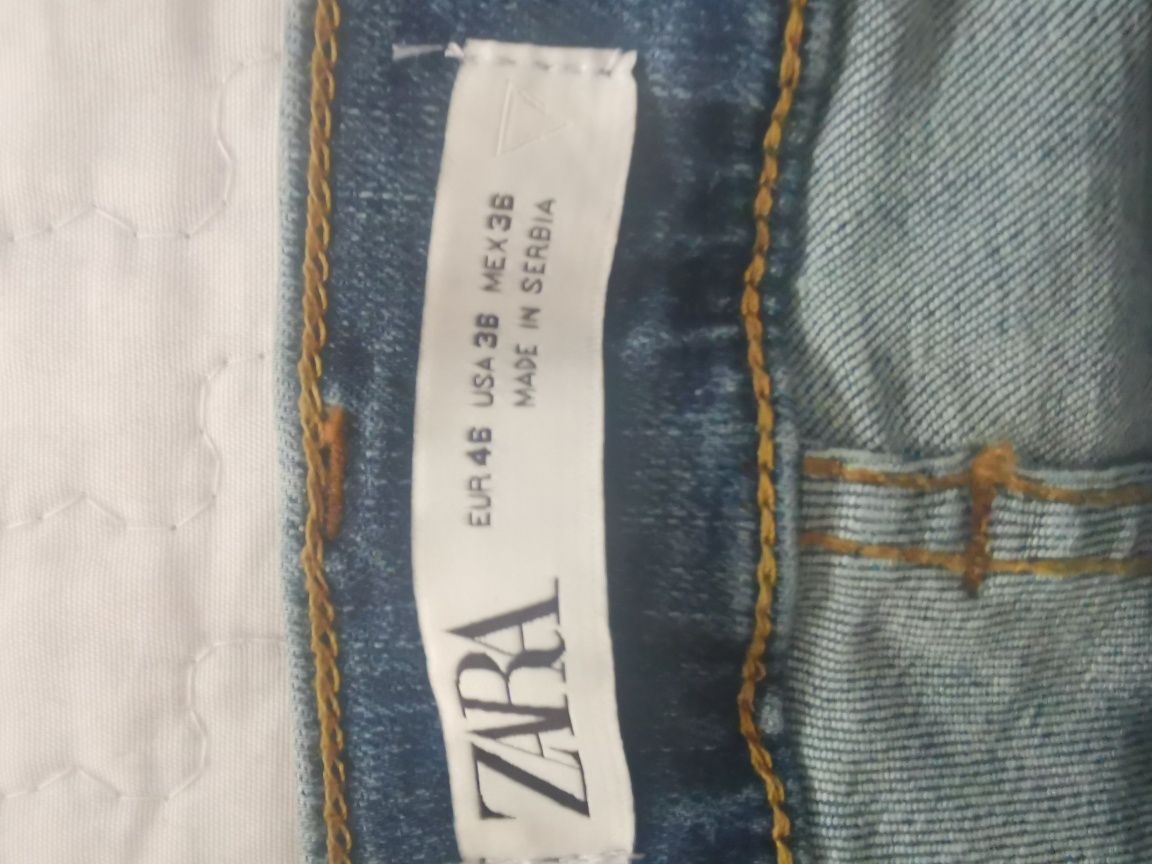 ZARA
EUR 46 USA 36 MEX 36
MADE IN SERBIA